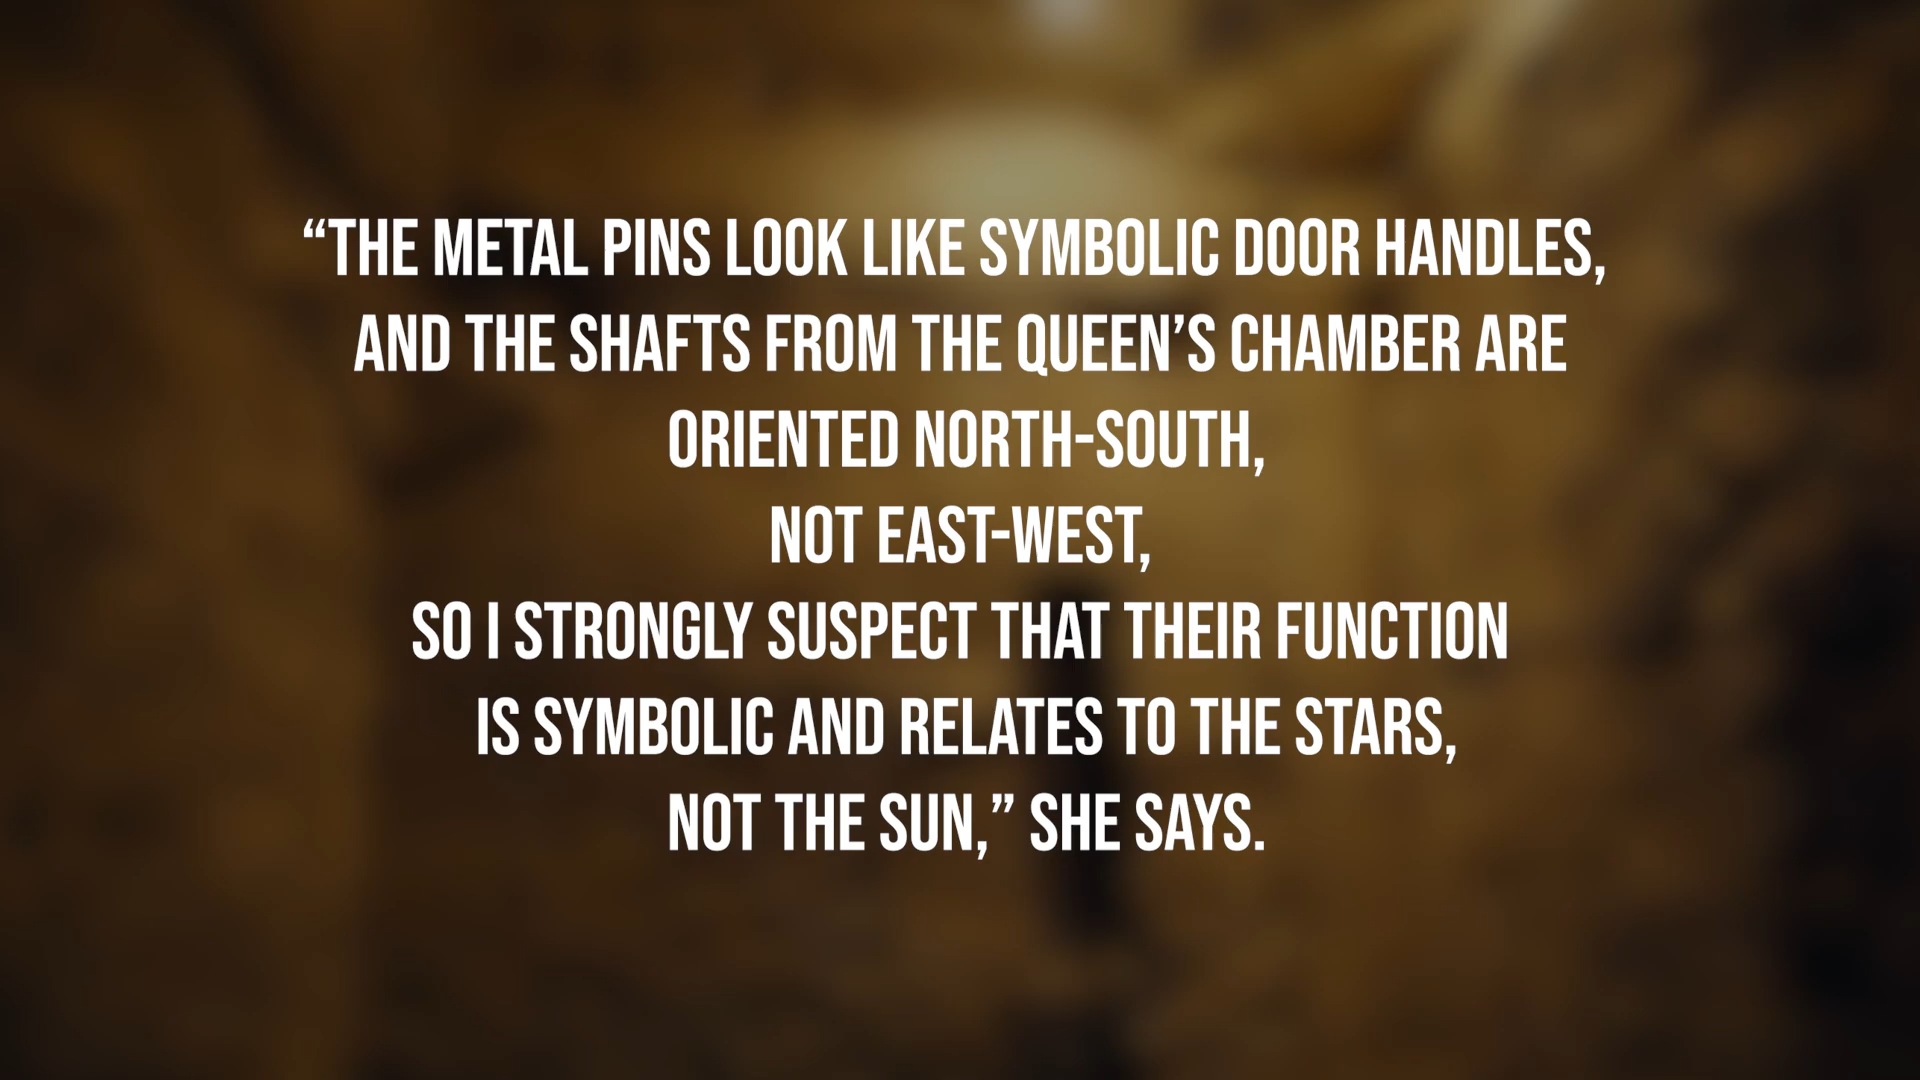 “THE METAL PINS LOOK LIKE SYMBOLIC DOOR HANDLES,
AND THE SHAFTS FROM THE QUEEN’S CHAMBER ARE
ORIENTED NORTH-SOUTH,
NOT EAST-WEST,
SO I STRONGLY SUSPECT THAT THEIR FUNCTION
IS SYMBOLIC AND RELATES TO THE STARS,
NOT THE SUN,” SHE SAYS.